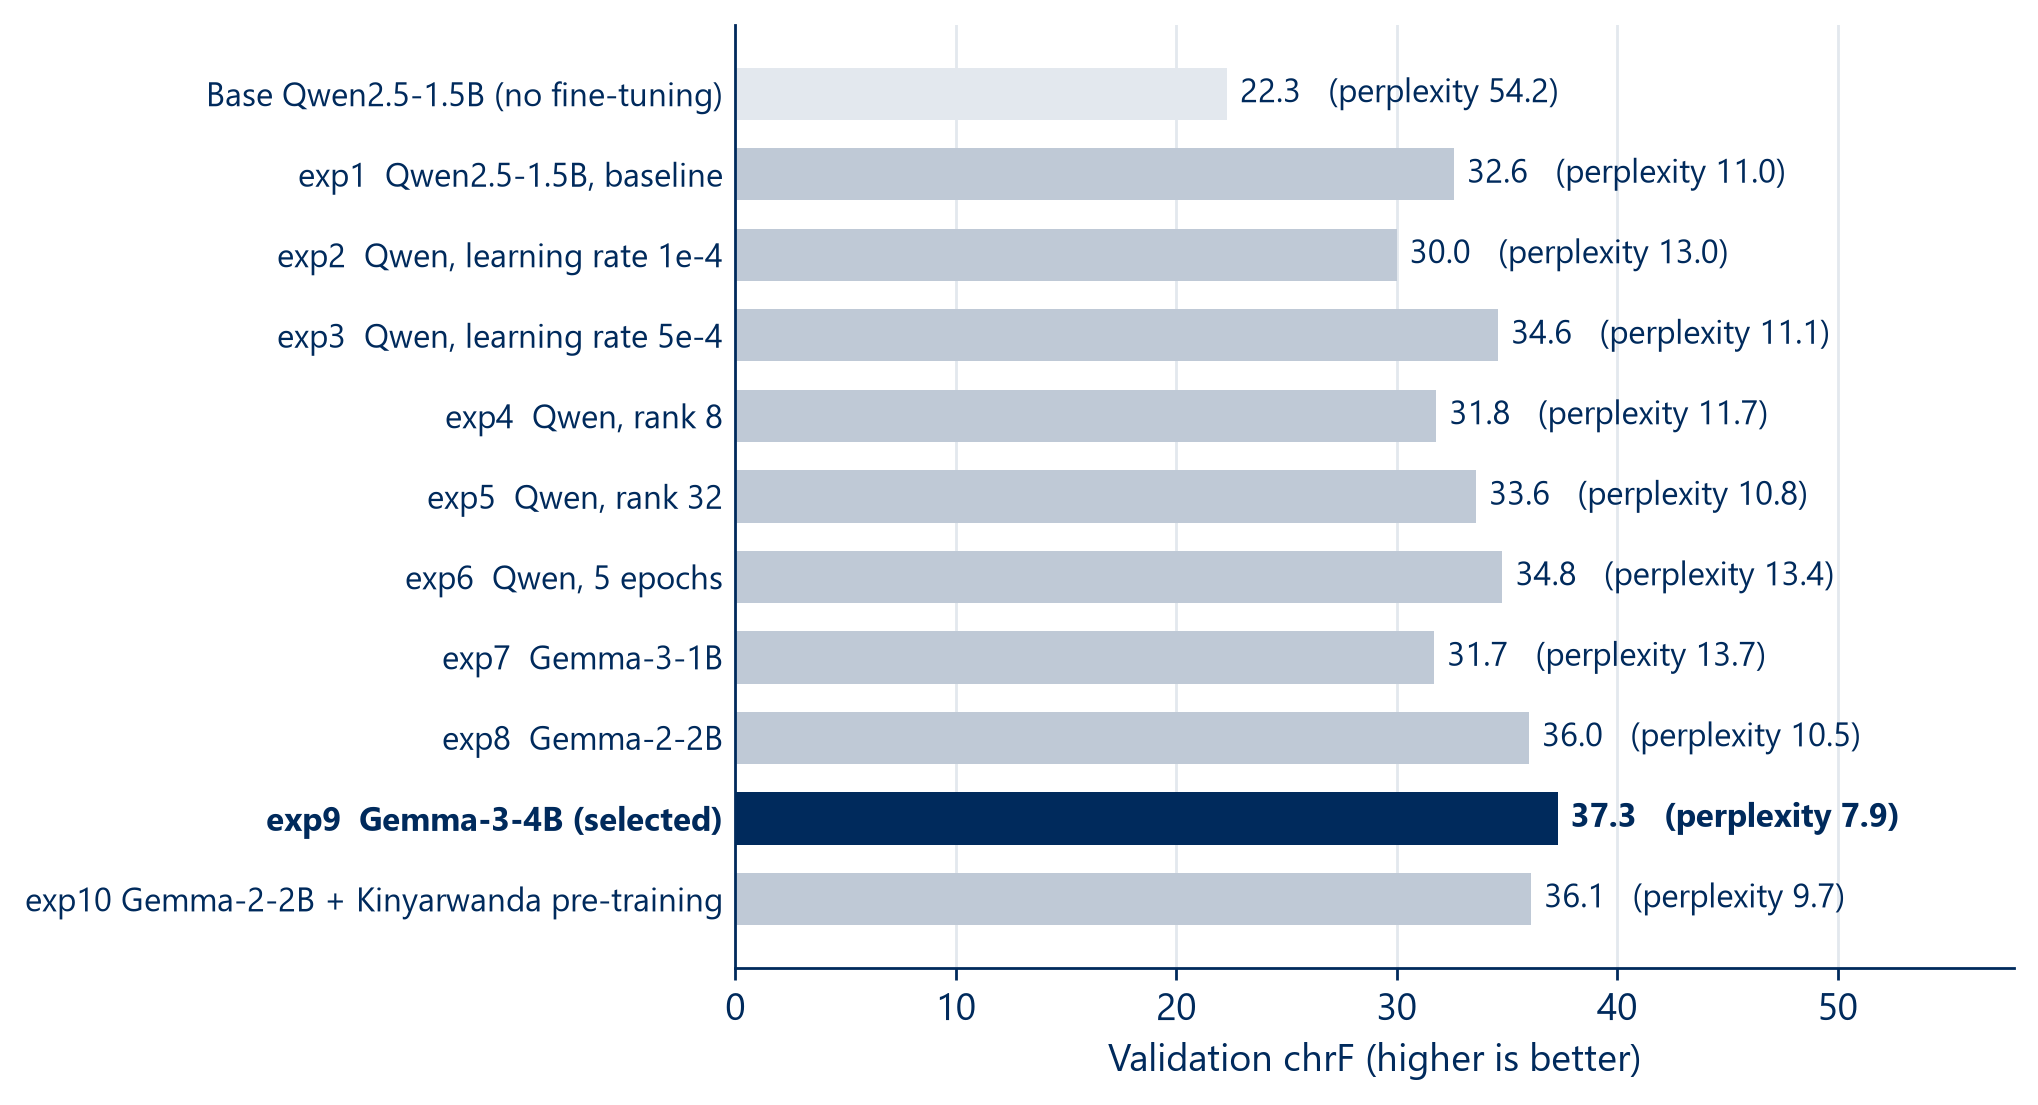 Base Qwen2.5-1.5B (no fine-tuning) 22.3 (perplexity 54.2)
exp1 Qwen2.5-1.5B, baseline 32.6 (perplexity 11.0)
exp2 Qwen, learning rate 1e-4 30.0 (perplexity 13.0)
exp3 Qwen, learning rate 5e-4 34.6 (perplexity 11.1)
exp4 Qwen, rank 8 31.8 (perplexity 11.7)
exp5 Qwen, rank 32 33.6 (perplexity 10.8)
exp6 Qwen, 5 epochs 34.8 (perplexity 13.4)
exp7 Gemma-3-1B 31.7 (perplexity 13.7)
exp8 Gemma-2-2B 36.0 (perplexity 10.5)
exp9 Gemma-3-4B (selected) 37.3 (perplexity 7.9)
exp10 Gemma-2-2B + Kinyarwanda pre-training 36.1 (perplexity 9.7)
0 10 20 30 40 50
Validation chrF (higher is better)